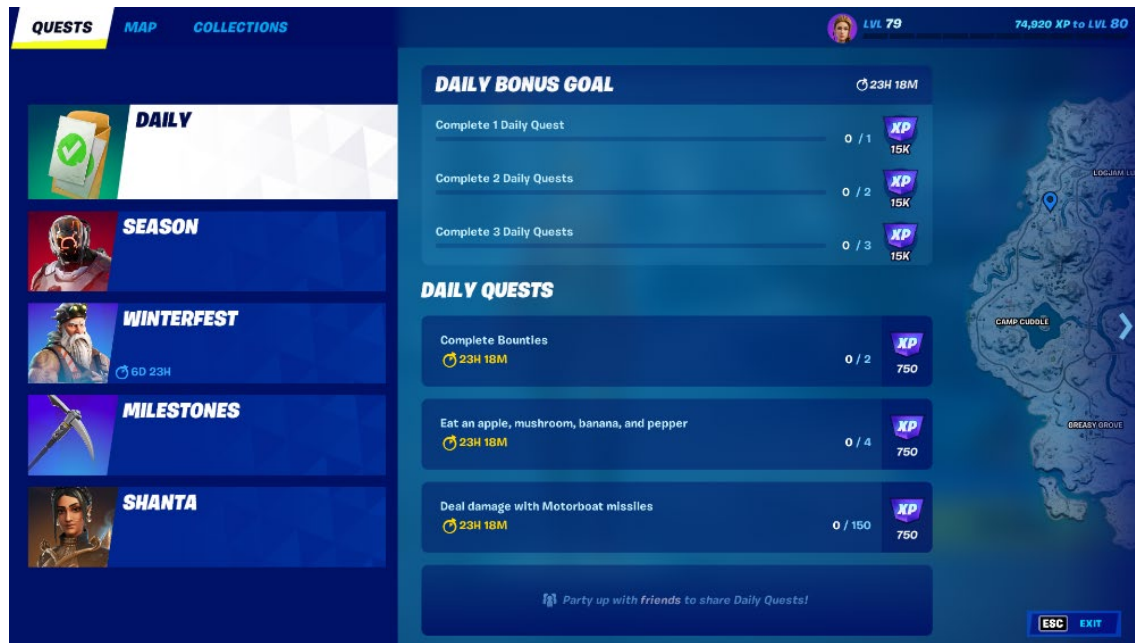 QUESTS MAP COLLECTIONS
LVL 79
74,920 XP to LVL 80
DAILY
SEASON
WINTERFEST
6D 23H
MILESTONES
SHANTA
DAILY BONUS GOAL
23H 18M
Complete 1 Daily Quest
0 / 1
XP
15K
Complete 2 Daily Quests
0 / 2
XP
15K
Complete 3 Daily Quests
0 / 3
XP
15K
DAILY QUESTS
Complete Bounties
23H 18M
0 / 2
XP
750
Eat an apple, mushroom, banana, and pepper
23H 18M
0 / 4
XP
750
Deal damage with Motorboat missiles
23H 18M
0 / 150
XP
750
Party up with friends to share Daily Quests!
LOGJAM LU
CAMP CUDDLE
GREASY GROVE
ESC EXIT